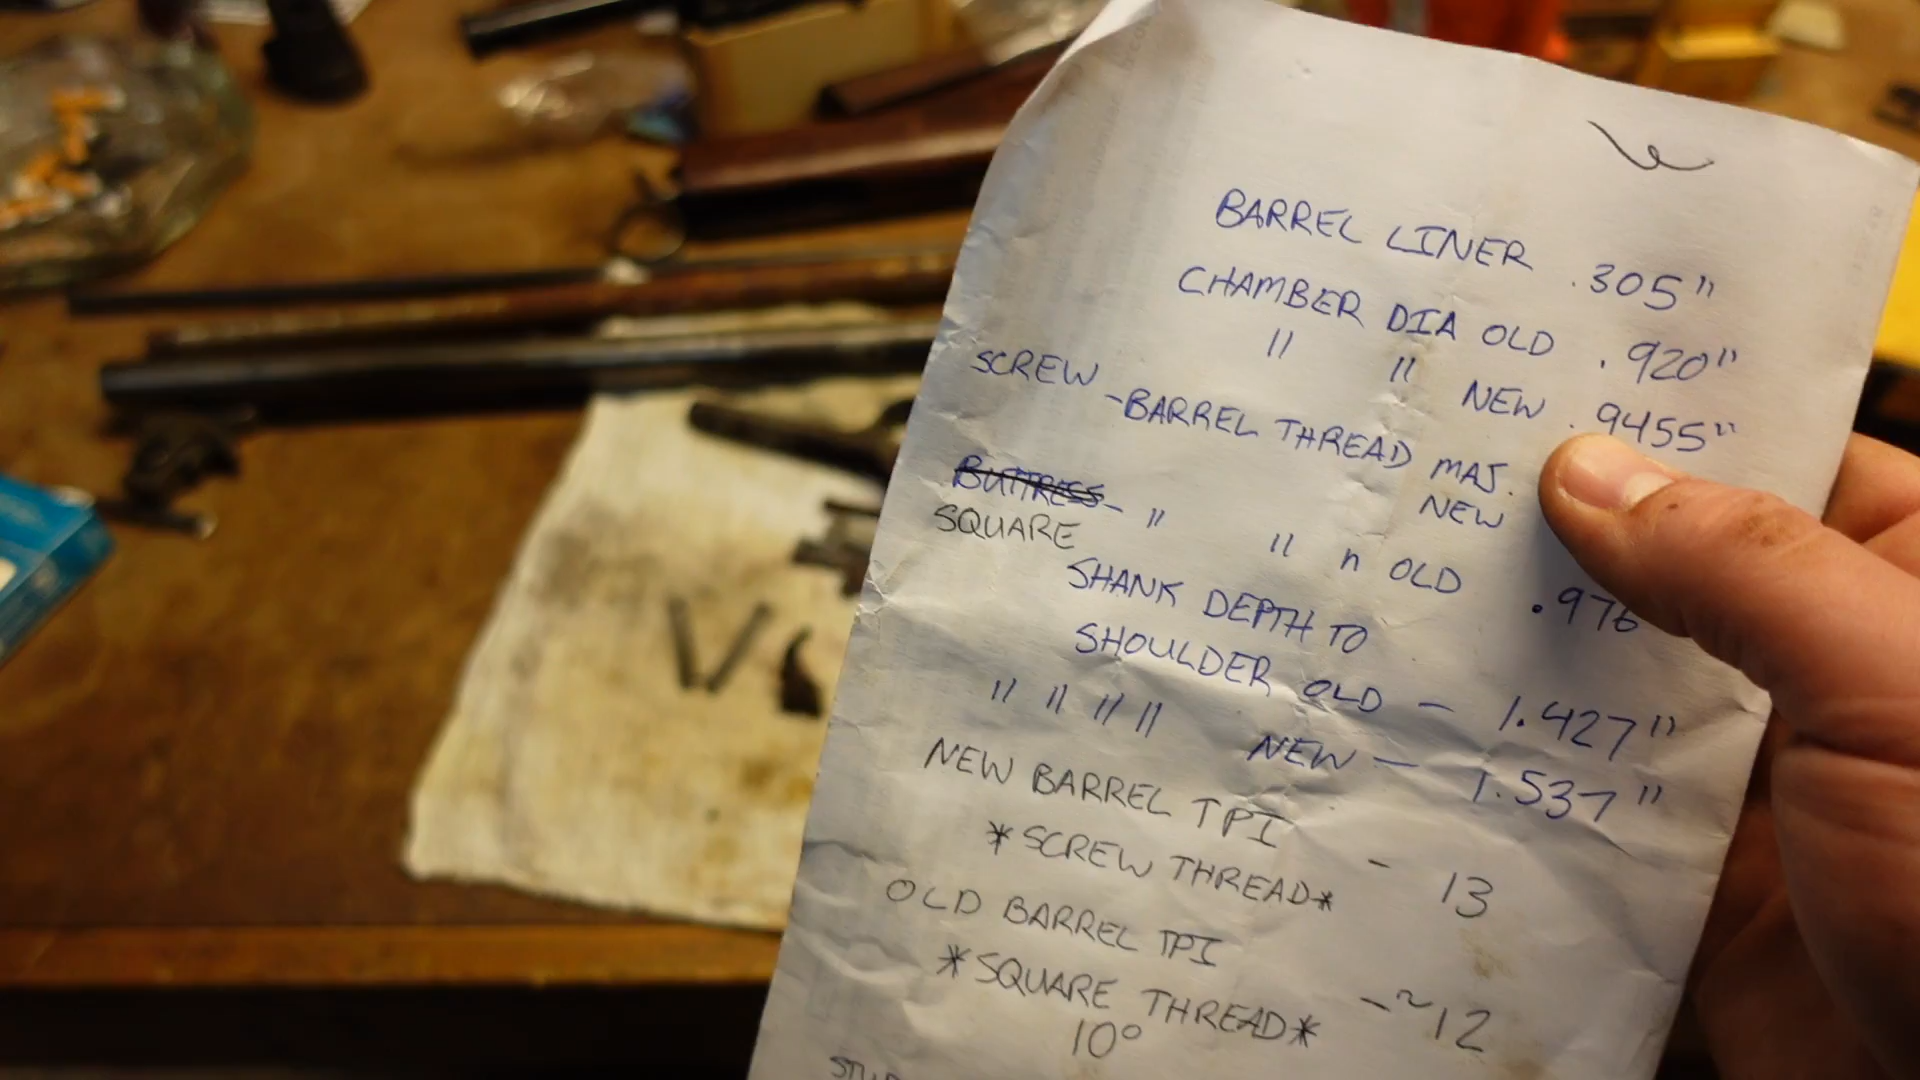 BARREL LINER .305"
CHAMBER DIA OLD .920"
" " NEW .9455"
SCREW - BARREL THREAD MAJ.
NEW
BUTTRESS - " " " OLD .976
SQUARE
SHANK DEPTH TO
SHOULDER OLD - 1.427"
" " " " NEW - 1.537"
NEW BARREL TPI
*SCREW THREAD* - 13
OLD BARREL TPI
*SQUARE THREAD* - ~12
10°